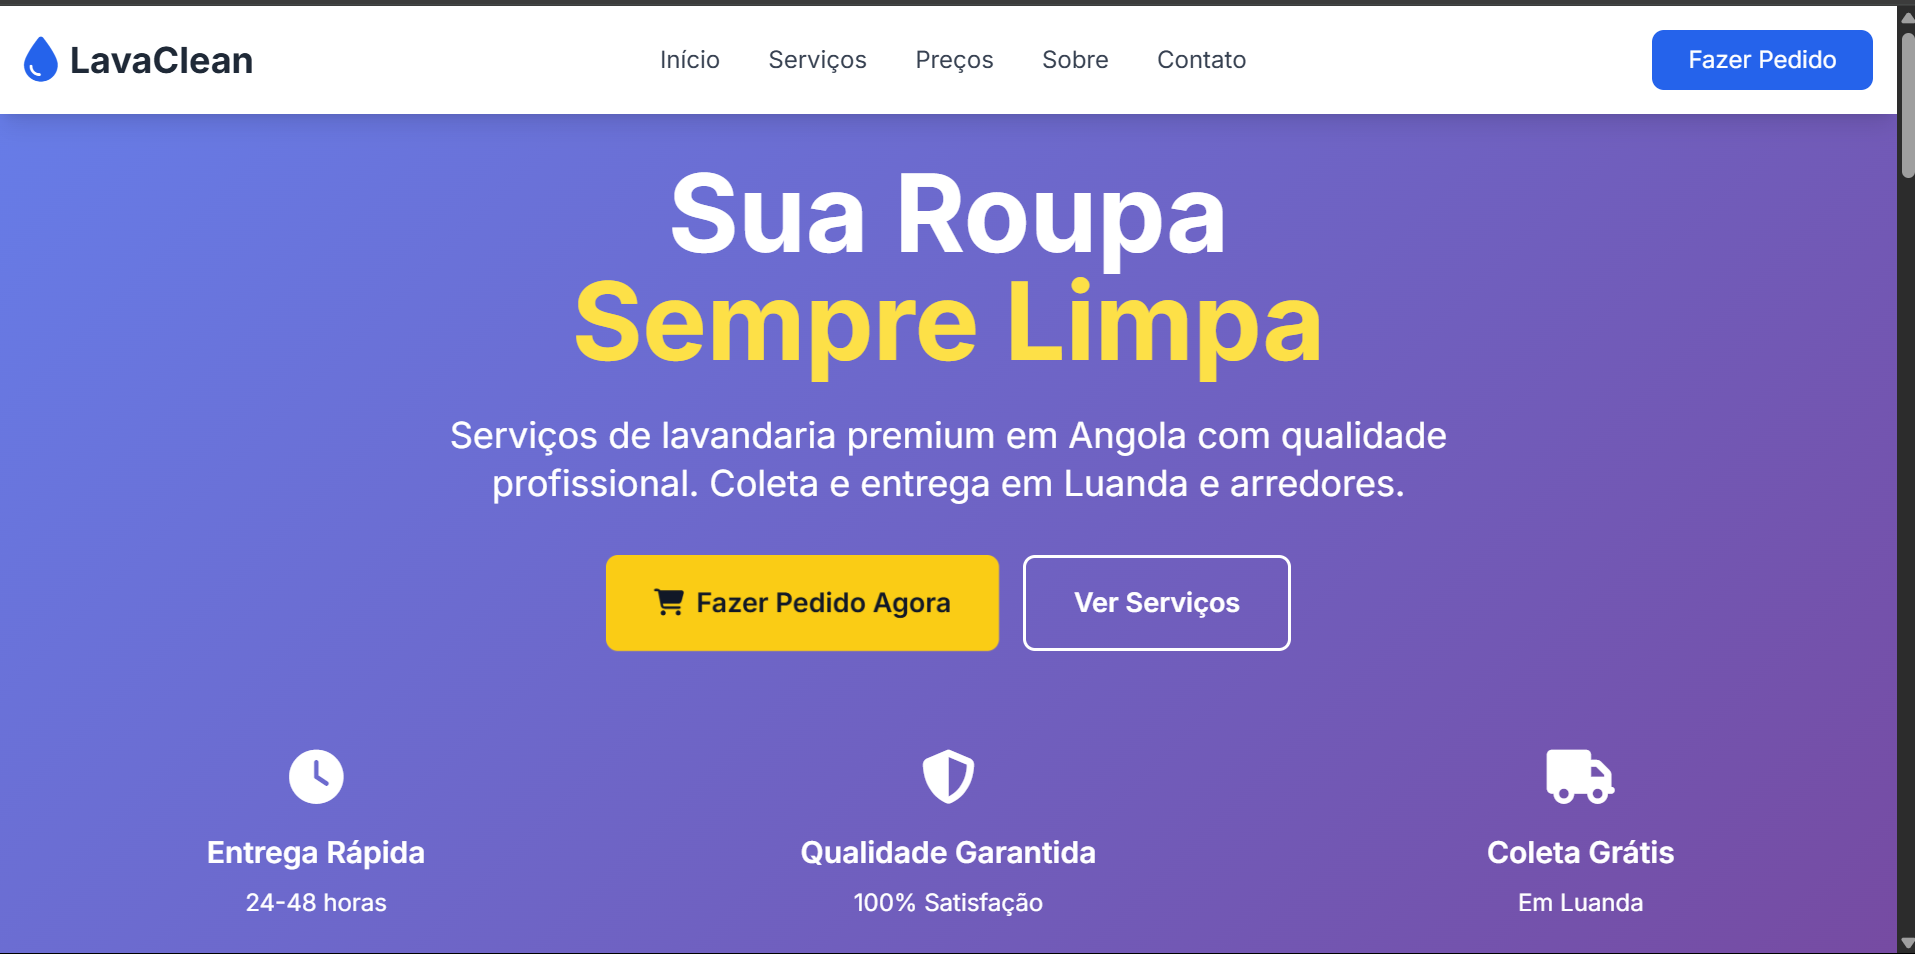 LavaClean
Início
Serviços
Preços
Sobre
Contato
Fazer Pedido
Sua Roupa
Sempre Limpa
Serviços de lavandaria premium em Angola com qualidade
profissional. Coleta e entrega em Luanda e arredores.
Fazer Pedido Agora
Ver Serviços
Entrega Rápida
24-48 horas
Qualidade Garantida
100% Satisfação
Coleta Grátis
Em Luanda